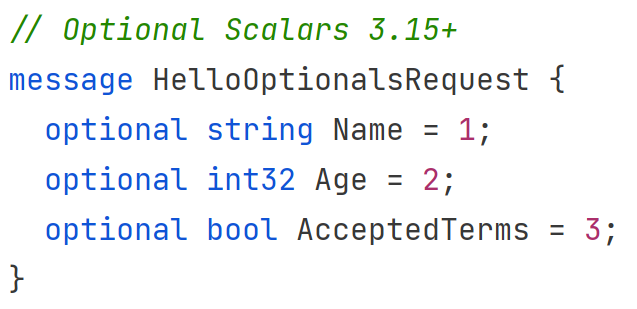 // Optional Scalars 3.15+
message HelloOptionalsRequest {
  optional string Name = 1;
  optional int32 Age = 2;
  optional bool AcceptedTerms = 3;
}